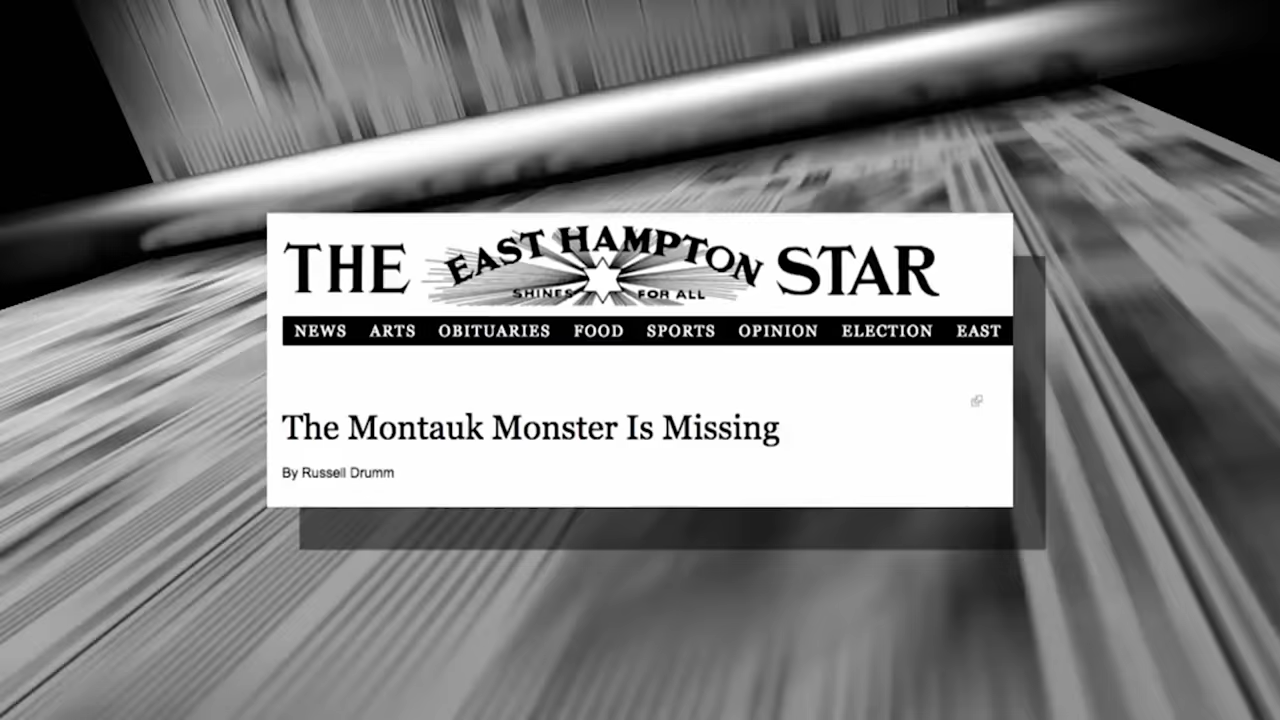 THE EAST HAMPTON STAR
SHINES FOR ALL
NEWS ARTS OBITUARIES FOOD SPORTS OPINION ELECTION EAST
The Montauk Monster Is Missing
By Russell Drumm